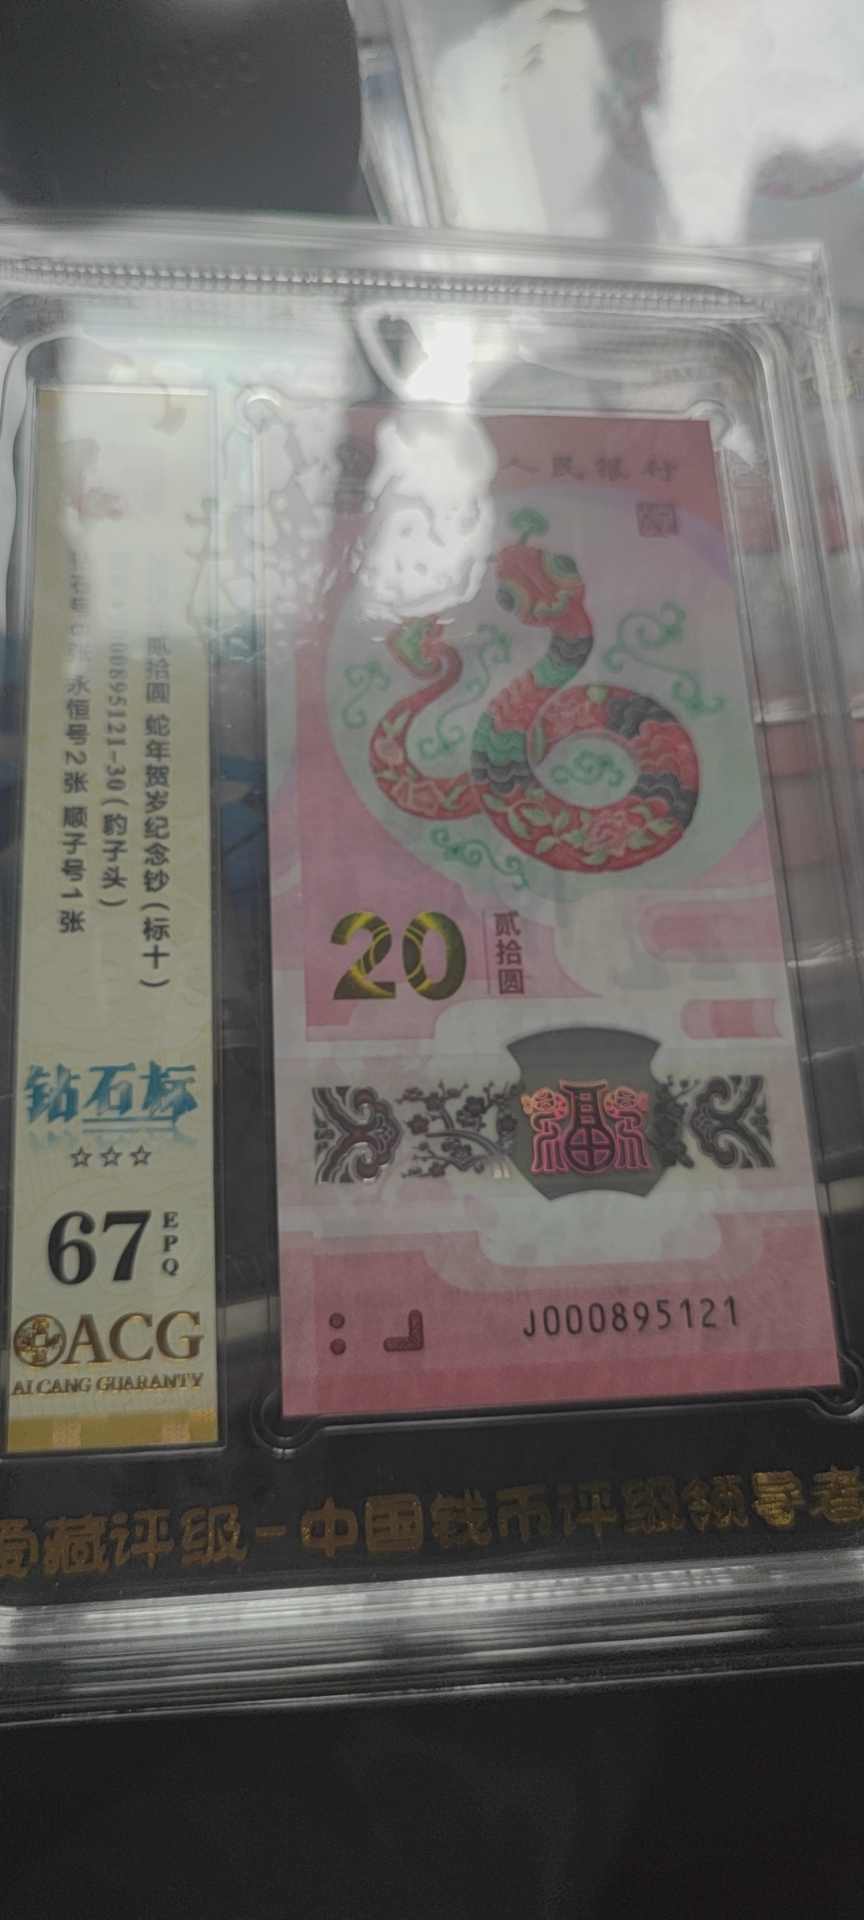 人民银行
20
贰拾圆
福
J000895121
贰拾圆 蛇年贺岁纪念钞(标十)
000895121-30(豹子头)
张 永恒号2张 顺子号1张
钻石标
☆☆☆
67
EPQ
ACG
AI CANG GUARANTY
爱藏评级-中国钱币评级领导者